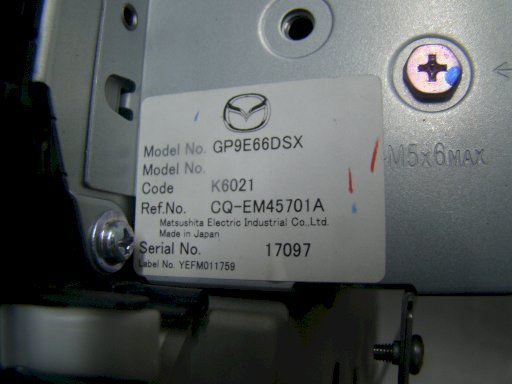 Model No. GP9E66DSX
Model No.
Code K6021
Ref.No. CQ-EM45701A
Matsushita Electric Industrial Co.,Ltd.
Made in Japan
Serial No. 17097
Label No. YEFM011759
M5x6MAX